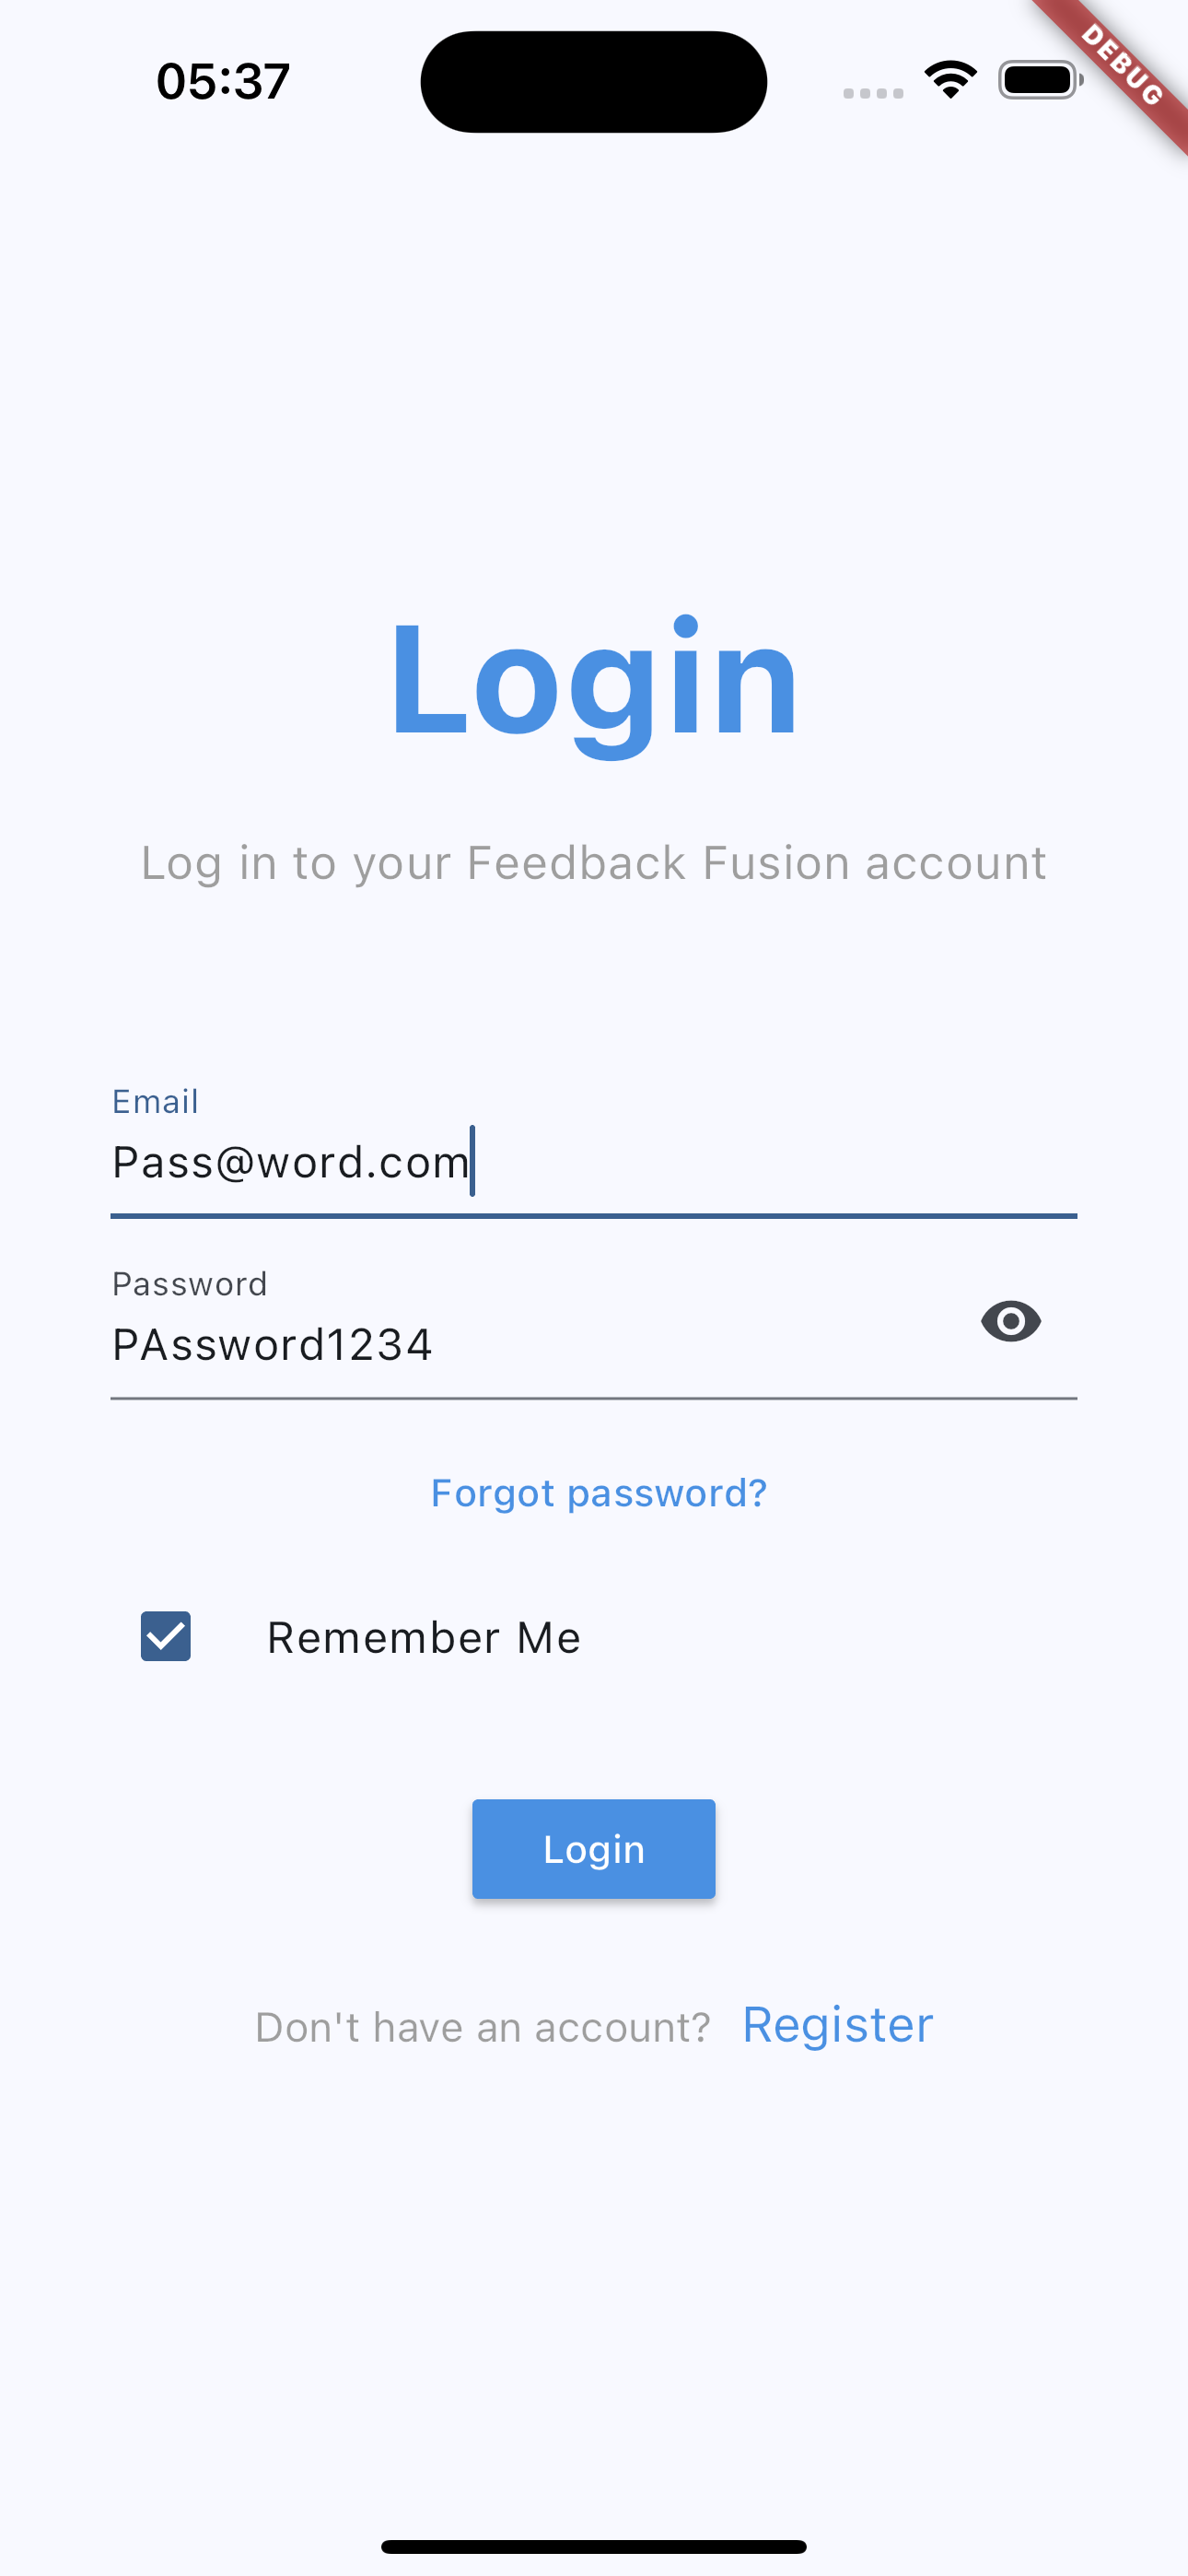 05:37
DEBUG
Login
Log in to your Feedback Fusion account
Email
Pass@word.com
Password
PAssword1234
Forgot password?
Remember Me
Login
Don't have an account? Register